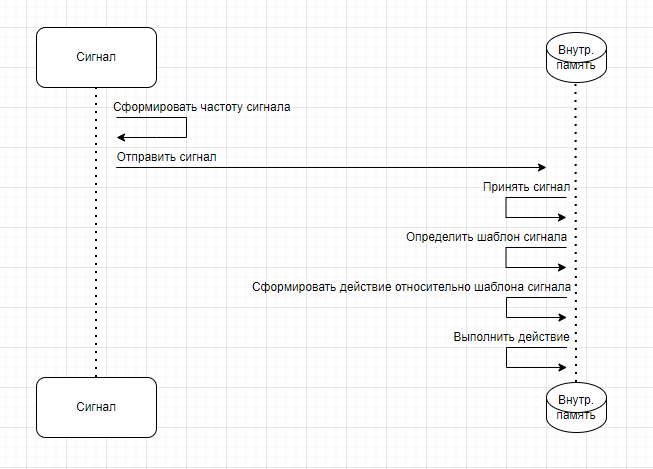 Сигнал
Внутр.
память
Сформировать частоту сигнала
Отправить сигнал
Принять сигнал
Определить шаблон сигнала
Сформировать действие относительно шаблона сигнала
Выполнить действие
Сигнал
Внутр.
память